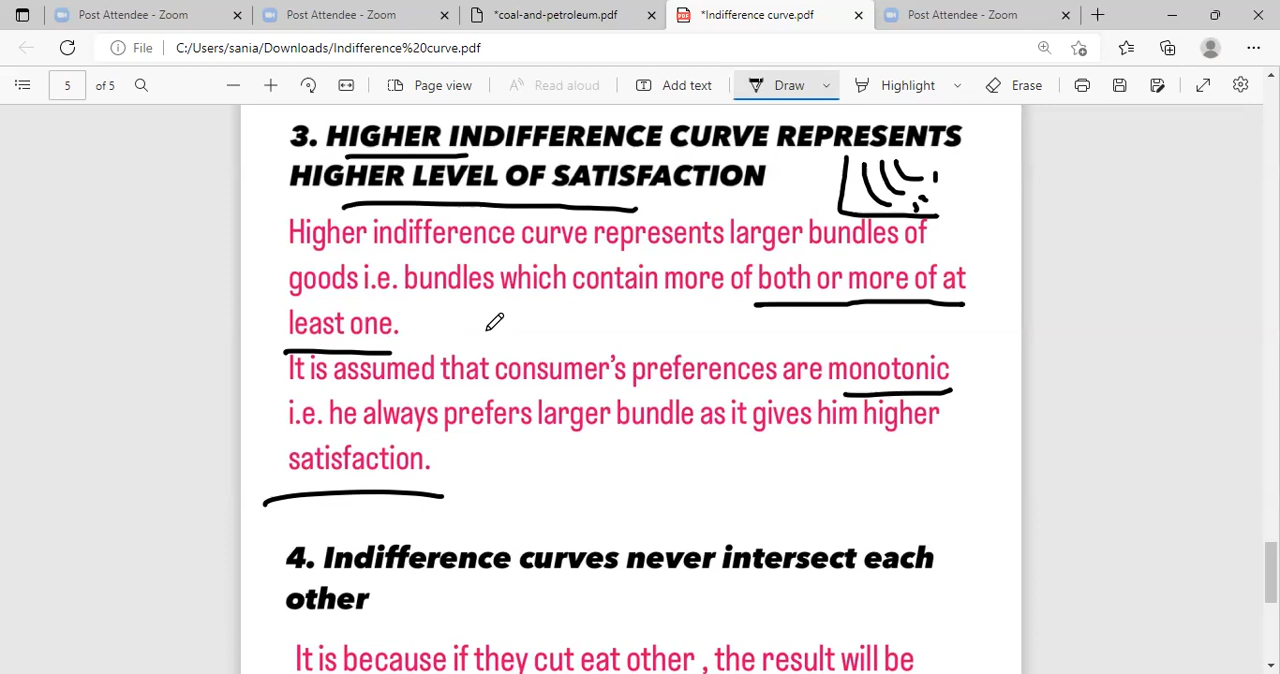 Post Attendee - Zoom
Post Attendee - Zoom
*coal-and-petroleum.pdf
*Indifference curve.pdf
Post Attendee - Zoom
File
C:/Users/sania/Downloads/Indifference%20curve.pdf
5
of 5
Page view
Read aloud
Add text
Draw
Highlight
Erase
3. HIGHER INDIFFERENCE CURVE REPRESENTS
HIGHER LEVEL OF SATISFACTION
Higher indifference curve represents larger bundles of
goods i.e. bundles which contain more of both or more of at
least one.
It is assumed that consumer's preferences are monotonic
i.e. he always prefers larger bundle as it gives him higher
satisfaction.
4. Indifference curves never intersect each
other
It is because if they cut eat other , the result will be